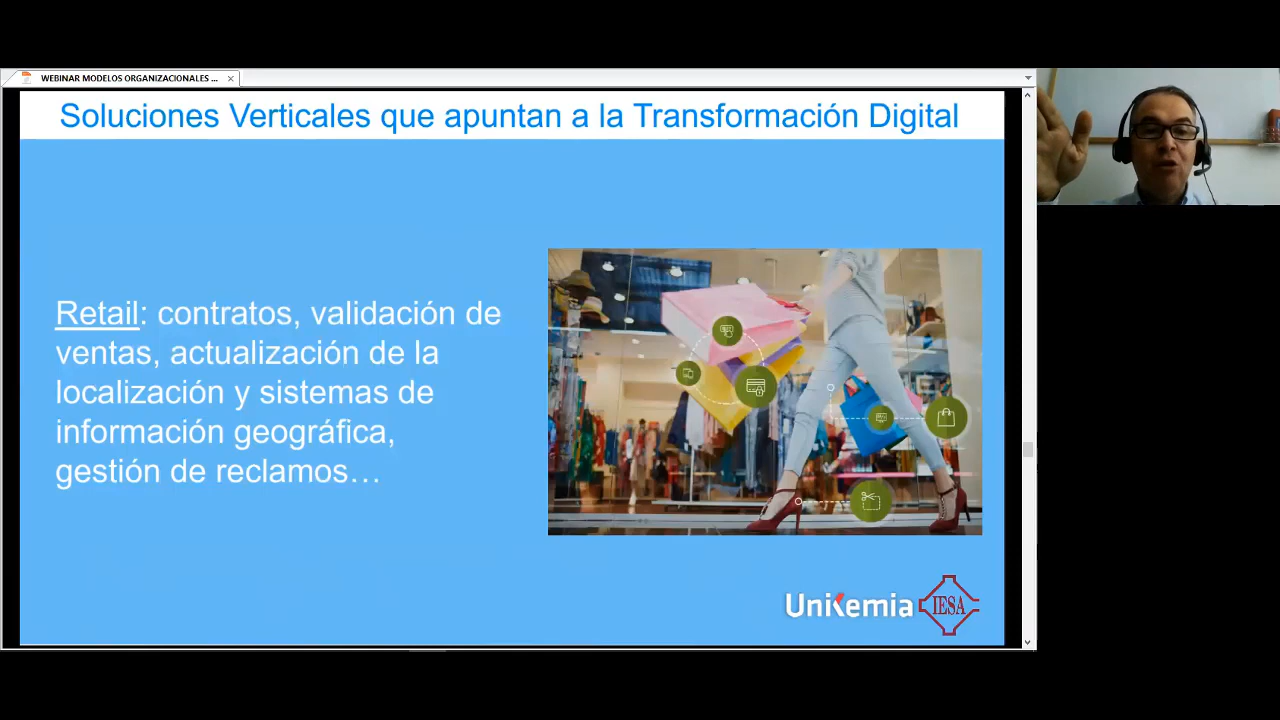 WEBINAR MODELOS ORGANIZACIONALES ...
Soluciones Verticales que apuntan a la Transformación Digital
Retail: contratos, validación de
ventas, actualización de la
localización y sistemas de
información geográfica,
gestión de reclamos…
Unikemia
IESA